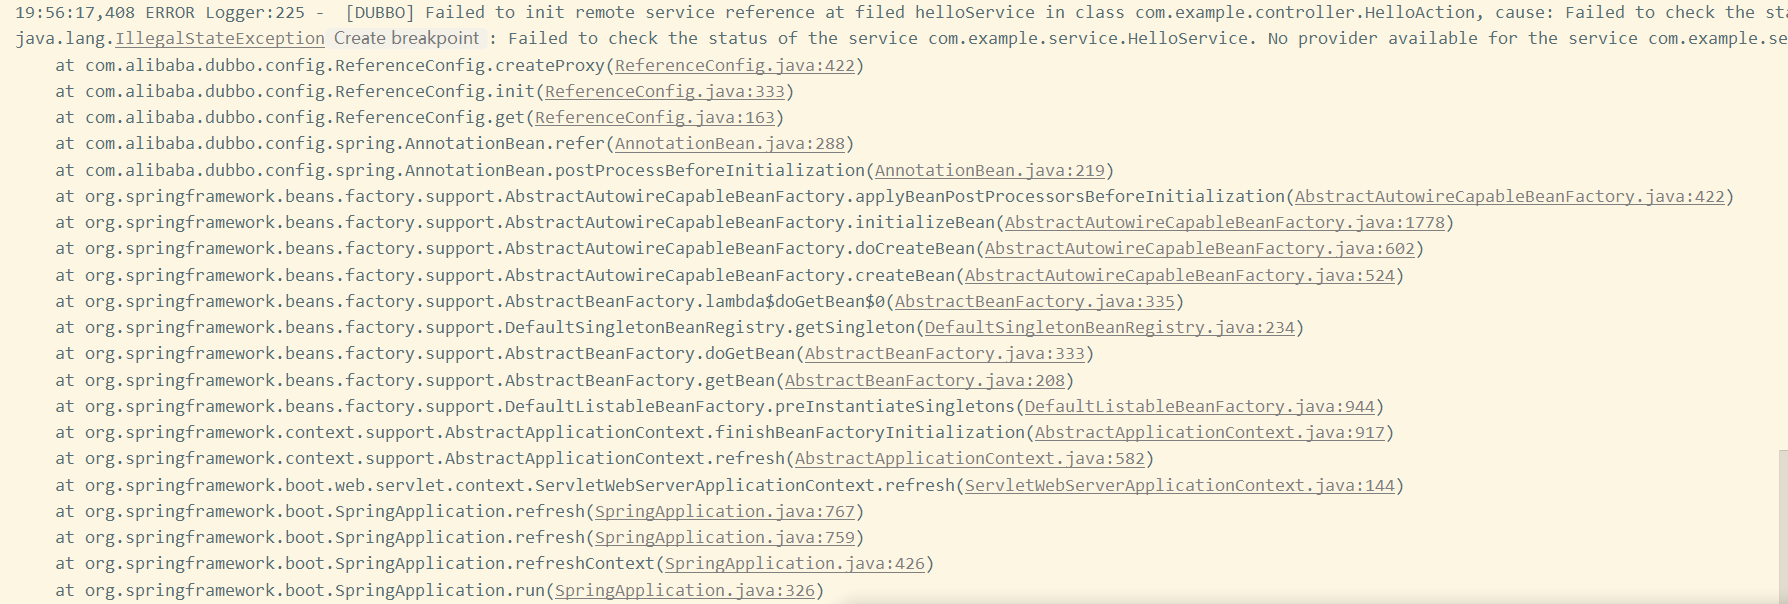 19:56:17,408 ERROR Logger:225 -  [DUBBO] Failed to init remote service reference at filed helloService in class com.example.controller.HelloAction, cause: Failed to check the
java.lang.IllegalStateException Create breakpoint : Failed to check the status of the service com.example.service.HelloService. No provider available for the service com.example.se
at com.alibaba.dubbo.config.ReferenceConfig.createProxy(ReferenceConfig.java:422)
at com.alibaba.dubbo.config.ReferenceConfig.init(ReferenceConfig.java:333)
at com.alibaba.dubbo.config.ReferenceConfig.get(ReferenceConfig.java:163)
at com.alibaba.dubbo.config.spring.AnnotationBean.refer(AnnotationBean.java:288)
at com.alibaba.dubbo.config.spring.AnnotationBean.postProcessBeforeInitialization(AnnotationBean.java:219)
at org.springframework.beans.factory.support.AbstractAutowireCapableBeanFactory.applyBeanPostProcessorsBeforeInitialization(AbstractAutowireCapableBeanFactory.java:422)
at org.springframework.beans.factory.support.AbstractAutowireCapableBeanFactory.initializeBean(AbstractAutowireCapableBeanFactory.java:1778)
at org.springframework.beans.factory.support.AbstractAutowireCapableBeanFactory.doCreateBean(AbstractAutowireCapableBeanFactory.java:602)
at org.springframework.beans.factory.support.AbstractAutowireCapableBeanFactory.createBean(AbstractAutowireCapableBeanFactory.java:524)
at org.springframework.beans.factory.support.AbstractBeanFactory.lambda$doGetBean$0(AbstractBeanFactory.java:335)
at org.springframework.beans.factory.support.DefaultSingletonBeanRegistry.getSingleton(DefaultSingletonBeanRegistry.java:234)
at org.springframework.beans.factory.support.AbstractBeanFactory.doGetBean(AbstractBeanFactory.java:333)
at org.springframework.beans.factory.support.AbstractBeanFactory.getBean(AbstractBeanFactory.java:208)
at org.springframework.beans.factory.support.DefaultListableBeanFactory.preInstantiateSingletons(DefaultListableBeanFactory.java:944)
at org.springframework.context.support.AbstractApplicationContext.finishBeanFactoryInitialization(AbstractApplicationContext.java:917)
at org.springframework.context.support.AbstractApplicationContext.refresh(AbstractApplicationContext.java:582)
at org.springframework.boot.web.servlet.context.ServletWebServerApplicationContext.refresh(ServletWebServerApplicationContext.java:144)
at org.springframework.boot.SpringApplication.refresh(SpringApplication.java:767)
at org.springframework.boot.SpringApplication.refresh(SpringApplication.java:759)
at org.springframework.boot.SpringApplication.refreshContext(SpringApplication.java:426)
at org.springframework.boot.SpringApplication.run(SpringApplication.java:326)